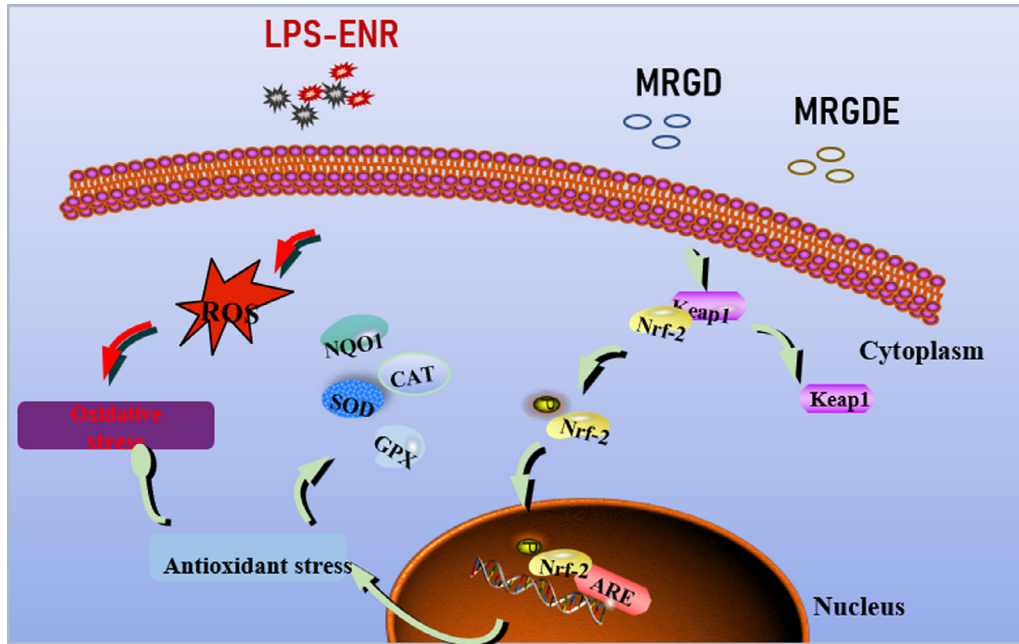 LPS-ENR
MRGD
MRGDE
ROS
Keap1
Nrf-2
Cytoplasm
NQO1
CAT
SOD
GPX
Keap1
P
Nrf-2
Oxidative
stress
P
Nrf-2
ARE
Antioxidant stress
Nucleus